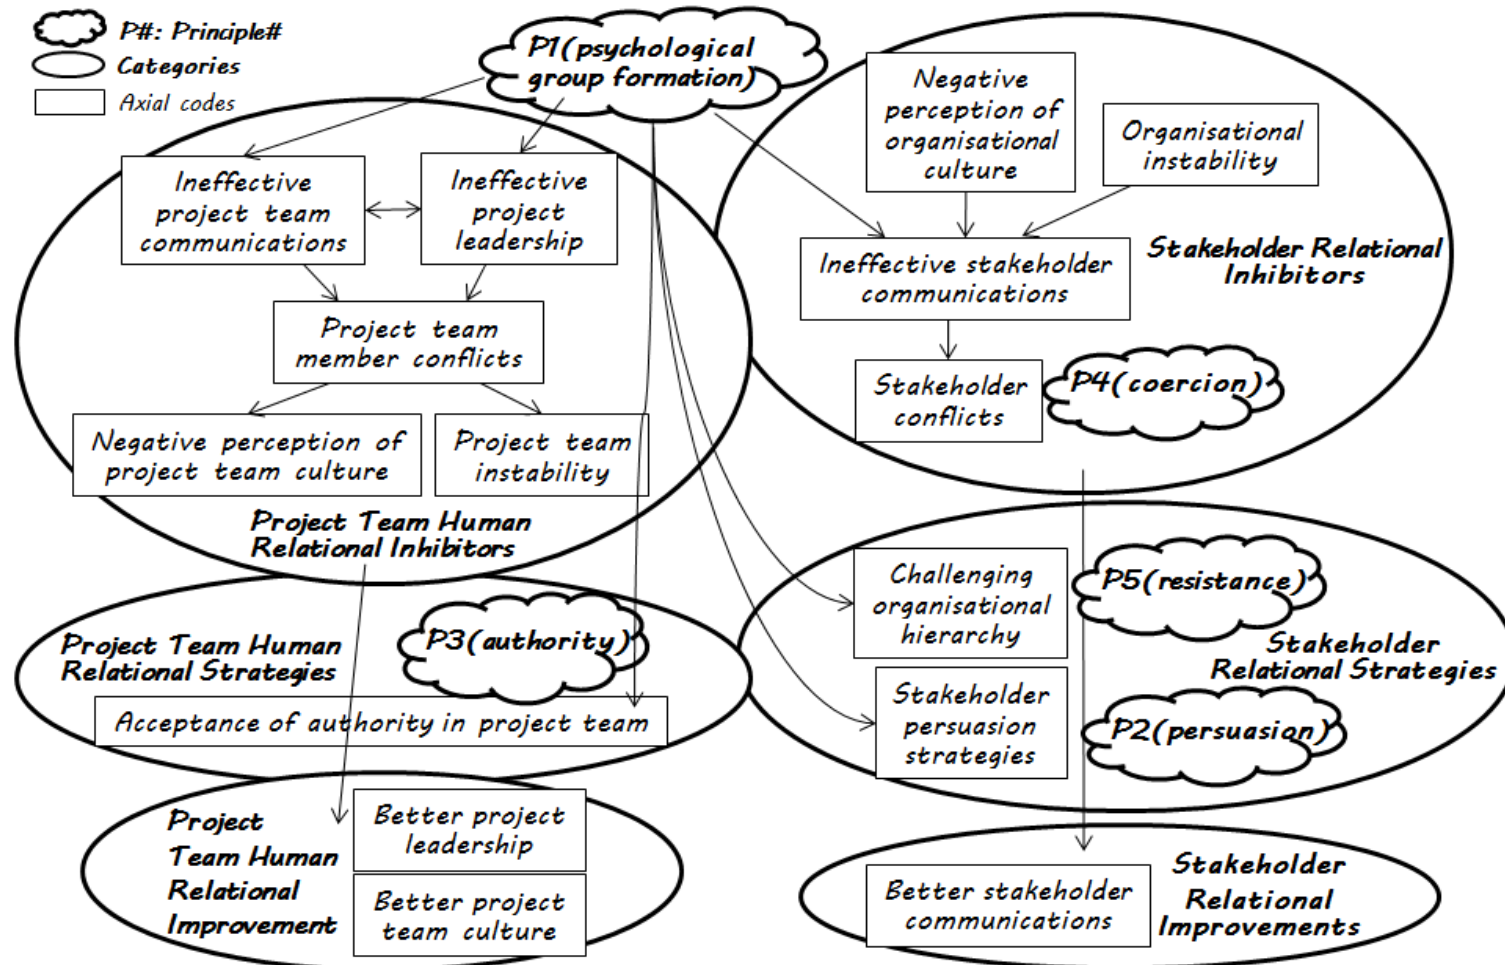 P#: Principle#
Categories
Axial codes
P1(psychological
group formation)
Negative
perception of
organisational
culture
Organisational
instability
Ineffective
project team
communications
Ineffective
project
leadership
Ineffective stakeholder
communications
Stakeholder Relational
Inhibitors
Project team
member conflicts
Stakeholder
conflicts
P4(coercion)
Negative perception of
project team culture
Project team
instability
Project Team Human
Relational Inhibitors
Challenging
organisational
hierarchy
P5(resistance)
Project Team Human
Relational Strategies
P3(authority)
Stakeholder
Relational Strategies
Acceptance of authority in project team
Stakeholder
persuasion
strategies
P2(persuasion)
Project
Team Human
Relational
Improvement
Better project
leadership
Better project
team culture
Better stakeholder
communications
Stakeholder
Relational
Improvements